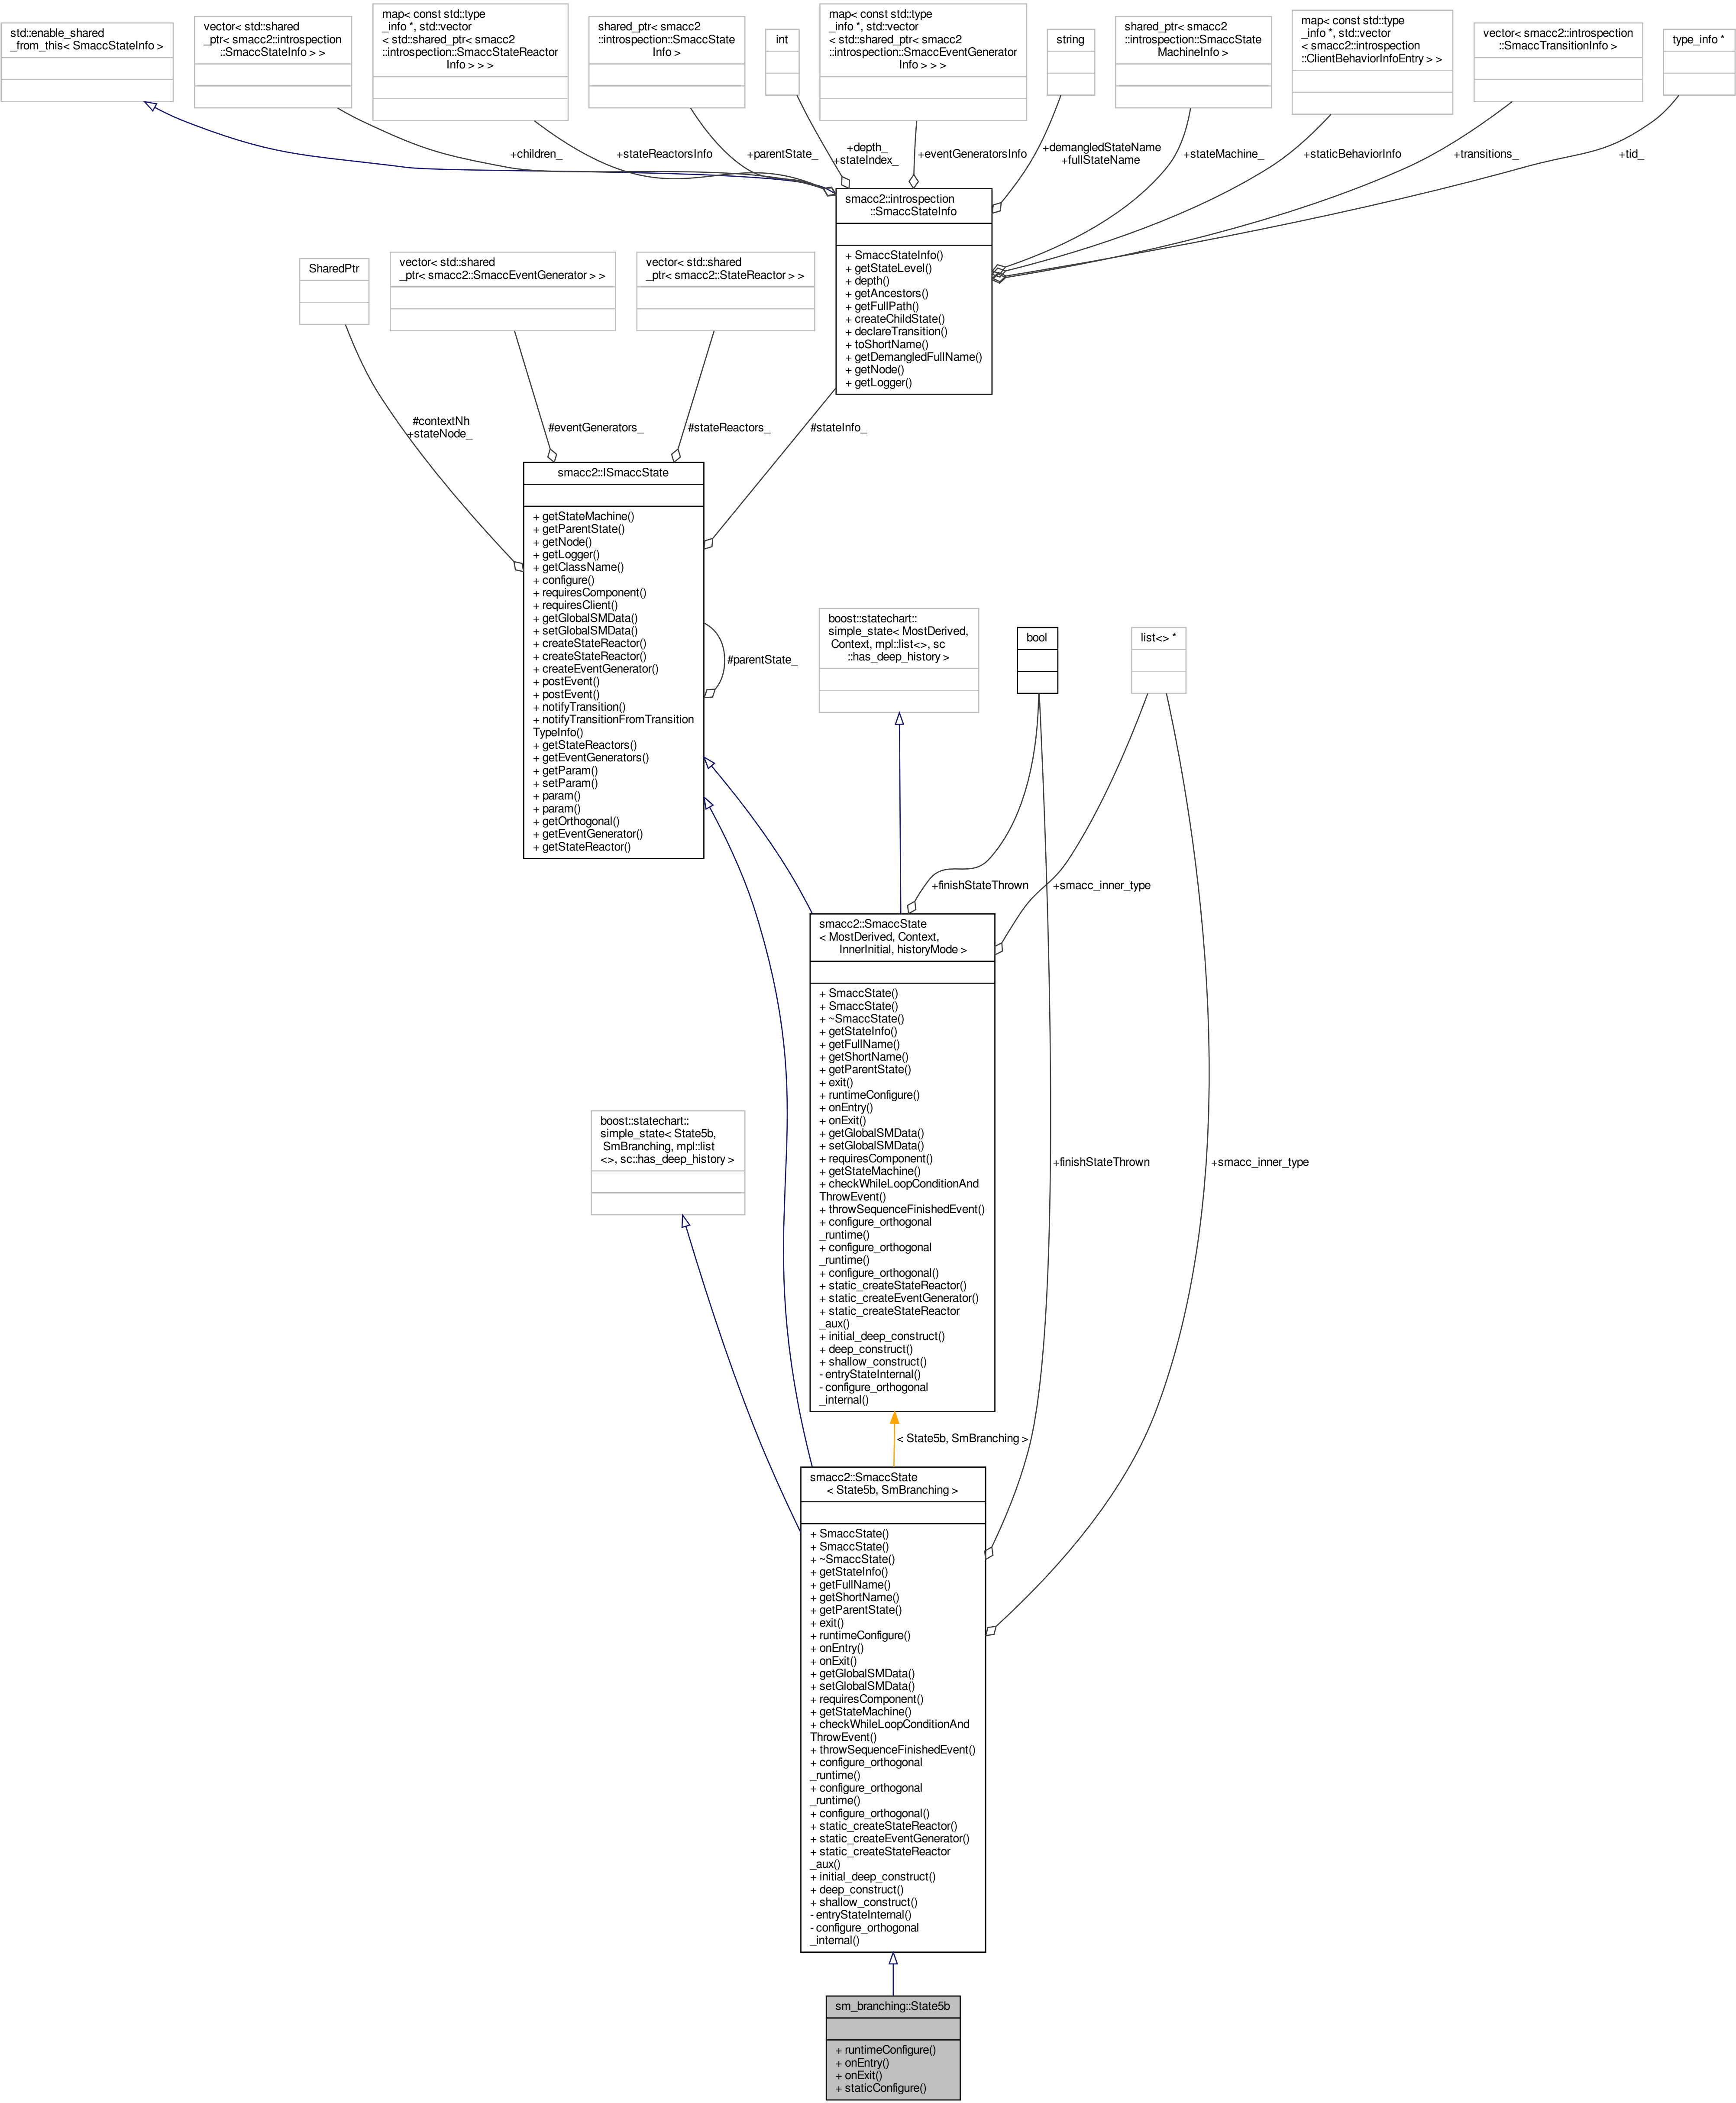 std::enable_shared
_from_this< SmaccStateInfo >
vector< std::shared
_ptr< smacc2::introspection
::SmaccStateInfo > >
map< const std::type
_info *, std::vector
< std::shared_ptr< smacc2
::introspection::SmaccStateReactor
Info > > >
shared_ptr< smacc2
::introspection::SmaccState
Info >
int
map< const std::type
_info *, std::vector
< std::shared_ptr< smacc2
::introspection::SmaccEventGenerator
Info > > >
string
shared_ptr< smacc2
::introspection::SmaccState
MachineInfo >
map< const std::type
_info *, std::vector
< smacc2::introspection
::ClientBehaviorInfoEntry > >
vector< smacc2::introspection
::SmaccTransitionInfo >
type_info *
+children_
+stateReactorsInfo
+parentState_
+depth_
+stateIndex_
+eventGeneratorsInfo
+demangledStateName
+fullStateName
+stateMachine_
+staticBehaviorInfo
+transitions_
+tid_
smacc2::introspection
::SmaccStateInfo
+ SmaccStateInfo()
+ getStateLevel()
+ depth()
+ getAncestors()
+ getFullPath()
+ createChildState()
+ declareTransition()
+ toShortName()
+ getDemangledFullName()
+ getNode()
+ getLogger()
SharedPtr
vector< std::shared
_ptr< smacc2::SmaccEventGenerator > >
vector< std::shared
_ptr< smacc2::StateReactor > >
#contextNh
+stateNode_
#eventGenerators_
#stateReactors_
#stateInfo_
smacc2::ISmaccState
+ getStateMachine()
+ getParentState()
+ getNode()
+ getLogger()
+ getClassName()
+ configure()
+ requiresComponent()
+ requiresClient()
+ getGlobalSMData()
+ setGlobalSMData()
+ createStateReactor()
+ createStateReactor()
+ createEventGenerator()
+ postEvent()
+ postEvent()
+ notifyTransition()
+ notifyTransitionFromTransition
TypeInfo()
+ getStateReactors()
+ getEventGenerators()
+ getParam()
+ setParam()
+ param()
+ param()
+ getOrthogonal()
+ getEventGenerator()
+ getStateReactor()
#parentState_
boost::statechart::
simple_state< MostDerived,
Context, mpl::list<>, sc
::has_deep_history >
bool
list<> *
+finishStateThrown
+smacc_inner_type
smacc2::SmaccState
< MostDerived, Context,
InnerInitial, historyMode >
+ SmaccState()
+ SmaccState()
+ ~SmaccState()
+ getStateInfo()
+ getFullName()
+ getShortName()
+ getParentState()
+ exit()
+ runtimeConfigure()
+ onEntry()
+ onExit()
+ getGlobalSMData()
+ setGlobalSMData()
+ requiresComponent()
+ getStateMachine()
+ checkWhileLoopConditionAnd
ThrowEvent()
+ throwSequenceFinishedEvent()
+ configure_orthogonal
_runtime()
+ configure_orthogonal
_runtime()
+ configure_orthogonal()
+ static_createStateReactor()
+ static_createEventGenerator()
+ static_createStateReactor
_aux()
+ initial_deep_construct()
+ deep_construct()
+ shallow_construct()
- entryStateInternal()
- configure_orthogonal
_internal()
boost::statechart::
simple_state< State5b,
SmBranching, mpl::list
<>, sc::has_deep_history >
+finishStateThrown
+smacc_inner_type
< State5b, SmBranching >
smacc2::SmaccState
< State5b, SmBranching >
+ SmaccState()
+ SmaccState()
+ ~SmaccState()
+ getStateInfo()
+ getFullName()
+ getShortName()
+ getParentState()
+ exit()
+ runtimeConfigure()
+ onEntry()
+ onExit()
+ getGlobalSMData()
+ setGlobalSMData()
+ requiresComponent()
+ getStateMachine()
+ checkWhileLoopConditionAnd
ThrowEvent()
+ throwSequenceFinishedEvent()
+ configure_orthogonal
_runtime()
+ configure_orthogonal
_runtime()
+ configure_orthogonal()
+ static_createStateReactor()
+ static_createEventGenerator()
+ static_createStateReactor
_aux()
+ initial_deep_construct()
+ deep_construct()
+ shallow_construct()
- entryStateInternal()
- configure_orthogonal
_internal()
sm_branching::State5b
+ runtimeConfigure()
+ onEntry()
+ onExit()
+ staticConfigure()